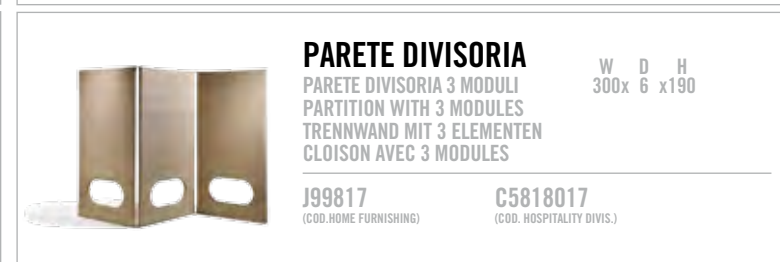 PARETE DIVISORIA
PARETE DIVISORIA 3 MODULI
PARTITION WITH 3 MODULES
TRENNWAND MIT 3 ELEMENTEN
CLOISON AVEC 3 MODULES
W D H
300x 6 x190
J99817
(COD.HOME FURNISHING)
C5818017
(COD. HOSPITALITY DIVIS.)